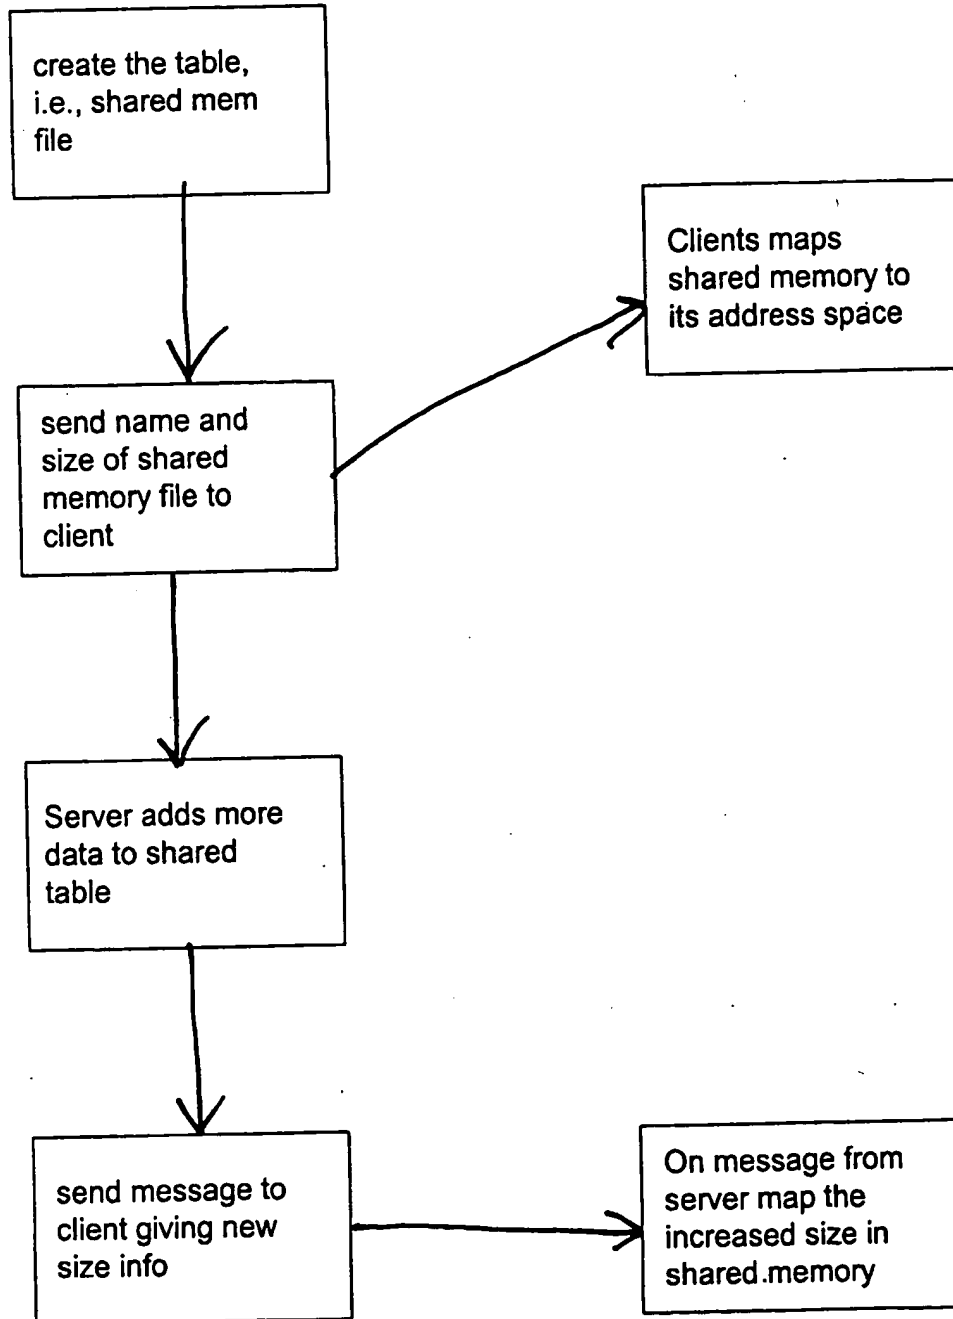 create the table,
i.e., shared mem
file
Clients maps
shared memory to
its address space
send name and
size of shared
memory file to
client
Server adds more
data to shared
table
send message to
client giving new
size info
On message from
server map the
increased size in
shared.memory